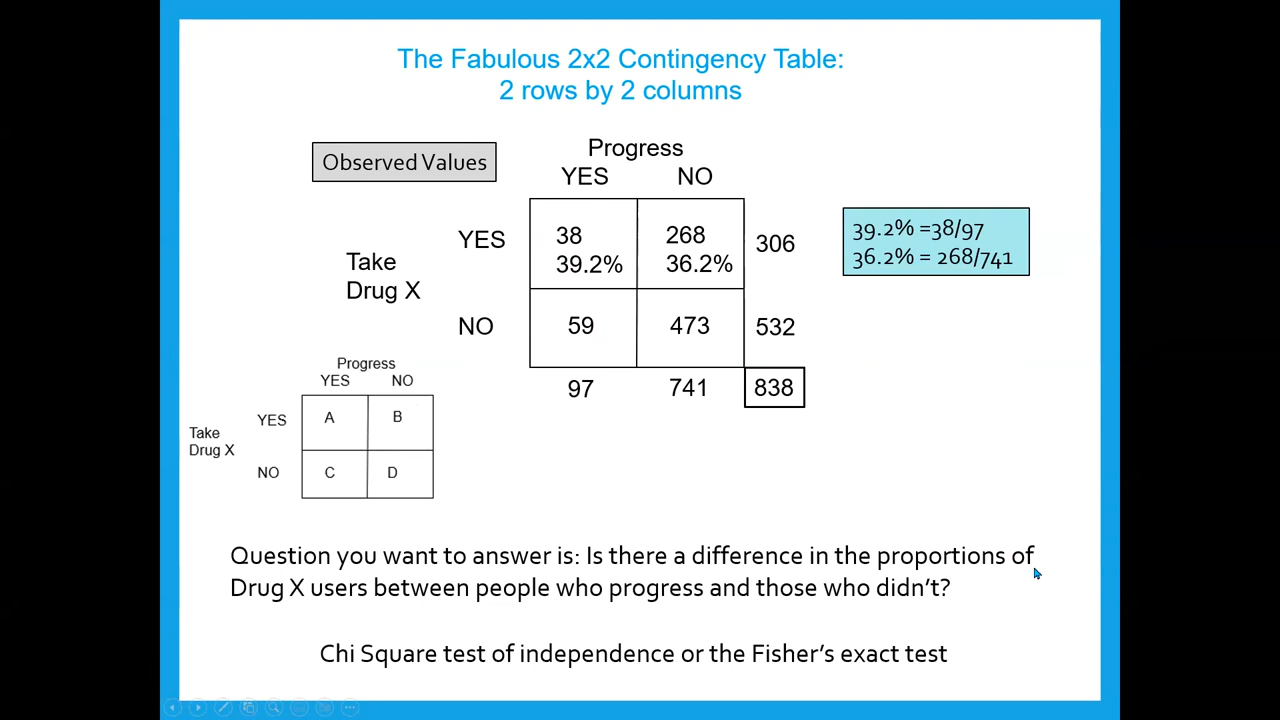 The Fabulous 2x2 Contingency Table:
2 rows by 2 columns
Observed Values
Progress
YES NO
Take
Drug X
YES 38 268 306
39.2% 36.2%
NO 59 473 532
97 741 838
39.2% =38/97
36.2% = 268/741
Progress
YES NO
Take
Drug X
YES A B
NO C D
Question you want to answer is: Is there a difference in the proportions of
Drug X users between people who progress and those who didn't?
Chi Square test of independence or the Fisher's exact test